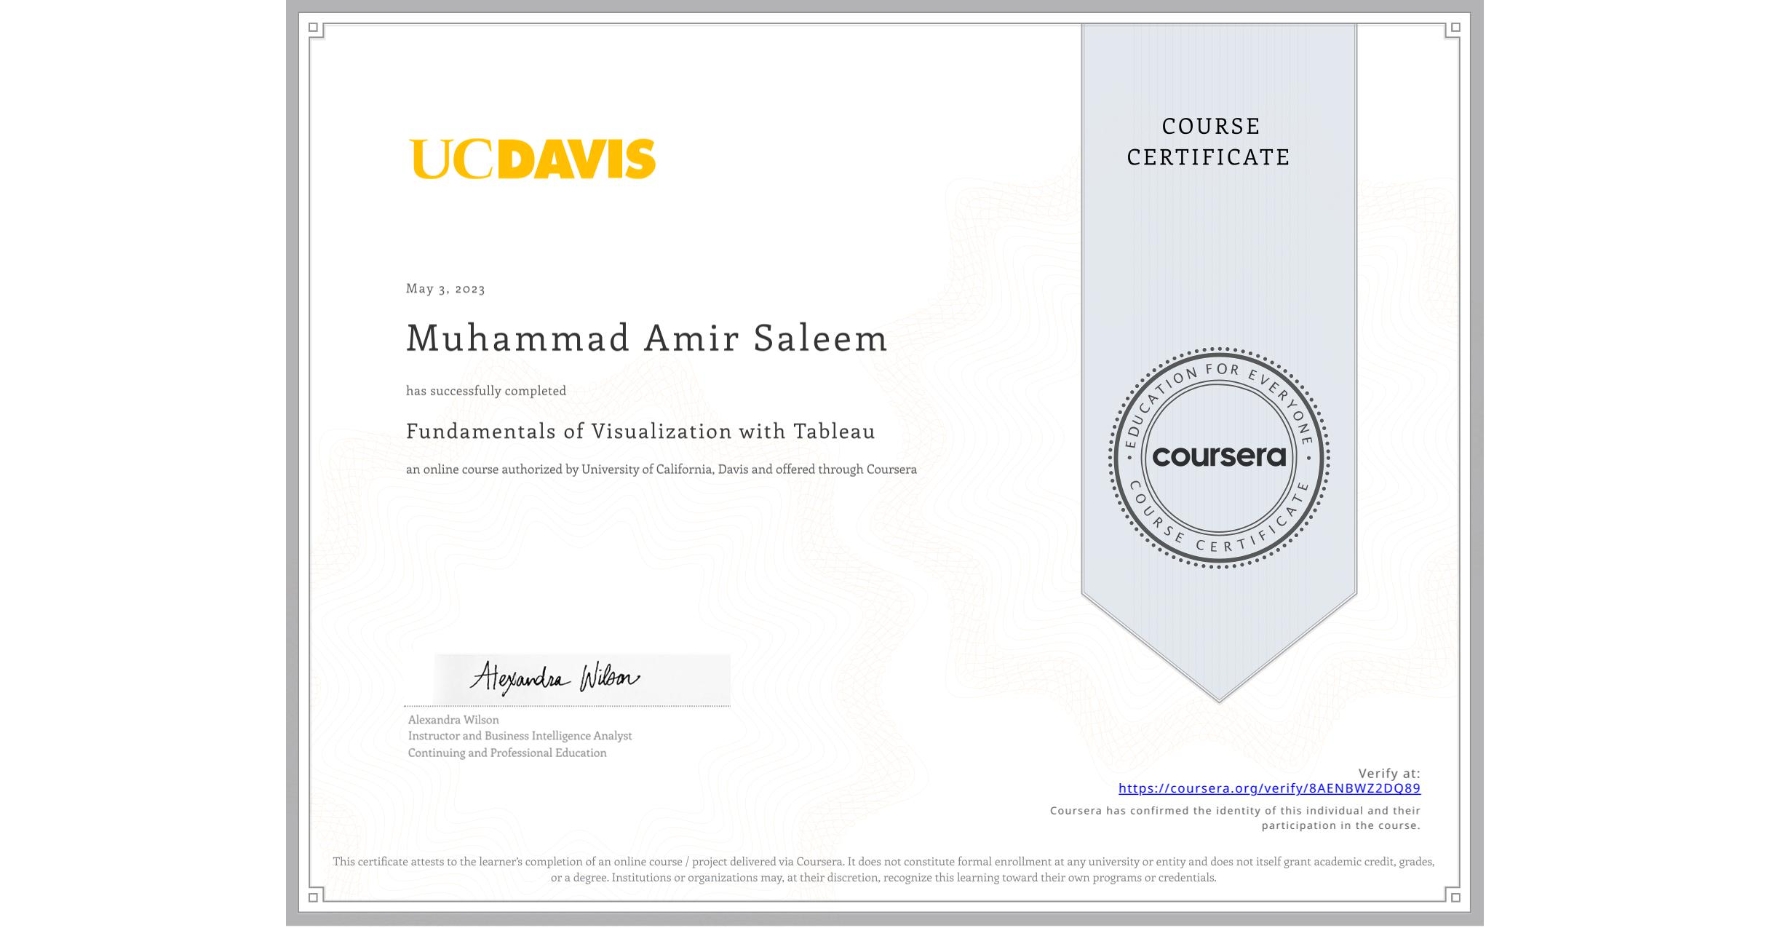 UCDAVIS
COURSE
CERTIFICATE
May 3, 2023
Muhammad Amir Saleem
has successfully completed
Fundamentals of Visualization with Tableau
an online course authorized by University of California, Davis and offered through Coursera
EDUCATION FOR EVERYONE
coursera
COURSE CERTIFICATE
Alexandra Wilson
Alexandra Wilson
Instructor and Business Intelligence Analyst
Continuing and Professional Education
Verify at:
https://coursera.org/verify/8AENBWZ2DQ89
Coursera has confirmed the identity of this individual and their
participation in the course.
This certificate attests to the learner's completion of an online course / project delivered via Coursera. It does not constitute formal enrollment at any university or entity and does not itself grant academic credit, grades,
or a degree. Institutions or organizations may, at their discretion, recognize this learning toward their own programs or credentials.